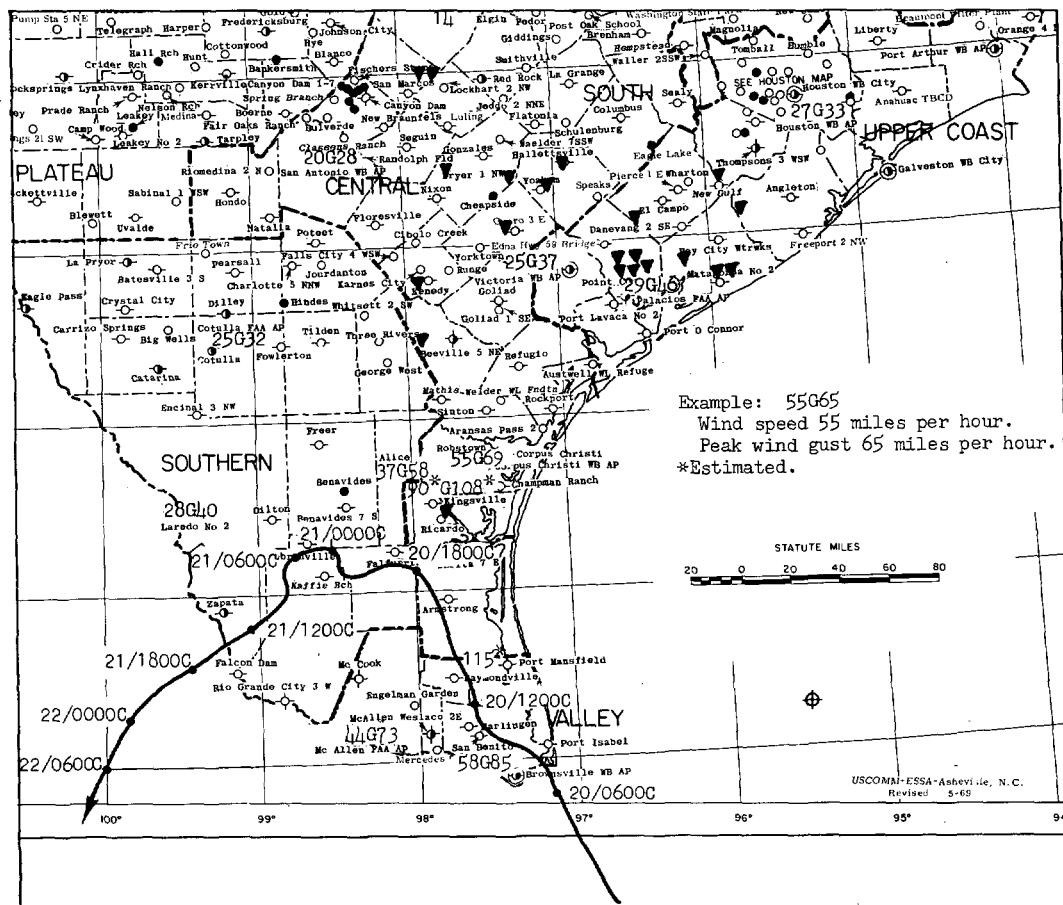 Pump Sta 5 NE
Telegraph
Harper
Fredericksburg
Johnson City
14
Elgin
Post Oak School
Giddings
Brenham
Washington State
Hempstead
Magnolia
Tomball
Humble
Liberty
Beaumont Filter Plant
Orange 4
Port Arthur WB AP
Cottonwood
Hye
Blanco
Hall Rch
Hunt
Bankersmith
Fischers Store
Smithville
Waller 2SSW
Crider Rch
Red Rock
La Grange
SEE HOUSTON MAP
Houston WB City
Rocksprings
Lynxhaven Ranch
Kerrville
Canyon Dam 1-7
San Marcos
Lockhart 2 NW
SOUTH
Sealy
Prade Ranch
Nelson Rch
Spring Branch
Canyon Dam
Jeddo 2 NNE
Columbus
27G33
Anahuac TBCD
Leakey
Medina
Boerne
New Braunfels
Luling
Flatonia
Camp Wood
Fair Oaks Ranch
Bulverde
Seguin
Schulenburg
Houston WB AP
UPPER COAST
Leakey No 2
Tarpley
Classens Ranch
Waelder 7SSW
20G28
Randolph Fld
Gonzales
Hallettsville
Eagle Lake
Thompsons 3 WSW
Galveston WB City
PLATEAU
Riomedina 2 N
San Antonio WB AP
CENTRAL
Fryer 1 NW
Pierce 1 E
Wharton
Brackettville
Sabinal 1 WSW
Hondo
Nixon
Yoakum
Speaks
New Gulf
Angleton
Cheapside
Blewett
Uvalde
Natalia
Poteet
Floresville
El Campo
Cuero 3 E
Danevang 2 SE
Freeport 2 NW
Frio Town
Cibolo Creek
Edna Hwy 59 Bridge
Bay City Wtrwks
La Pryor
Pearsall
Falls City 4 WSW
Yorktown
25G37
Batesville 3 S
Jourdanton
Runge
Victoria WB AP
Matagorda No 2
Charlotte 5 NNW
Karnes City
Kenedy
Goliad
Point Comfort
29G46
Eagle Pass
Crystal City
Dilley
Hindes
Whitsett 2 SW
Palacios FAA AP
Goliad 1 SE
Port Lavaca No 2
Carrizo Springs
Cotulla FAA AP
Tilden
Three Rivers
Port O Connor
Big Wells
25G32
Beeville 5 NE
Refugio
Cotulla
Fowlerton
George West
Austwell WL Refuge
Catarina
Mathis
Welder WL Fndtn
Rockport
Encinal 3 NW
Sinton
Aransas Pass 2
Example: 55G65
Wind speed 55 miles per hour.
Peak wind gust 65 miles per hour.
*Estimated.
Freer
Robstown
SOUTHERN
Alice
55G69
Corpus Christi
37G58
Corpus Christi WB AP
Benavides
90* G108*
Chapman Ranch
Kingsville
28G40
Bilton
Benavides 7 S
Laredo No 2
Ricardo
21/0000C
20/1800C
STATUTE MILES
21/0600C
Falfurrias
20 0 20 40 60 80
Kaffie Rch
Zapata
Armstrong
21/1200C
115
21/1800C
Falcon Dam
Mc Cook
Port Mansfield
Rio Grande City 3 W
Raymondville
Engelman Garden
22/0000C
20/1200C
McAllen
Weslaco 2E
Harlingen
VALLEY
44G73
San Benito
Port Isabel
Mc Allen FAA AP
Mercedes
58G85
22/0600C
Brownsville WB AP
20/0600C
USCOMM-ESSA-Asheville, N.C.
Revised 5-69
100° 99° 98° 97° 96° 95° 94